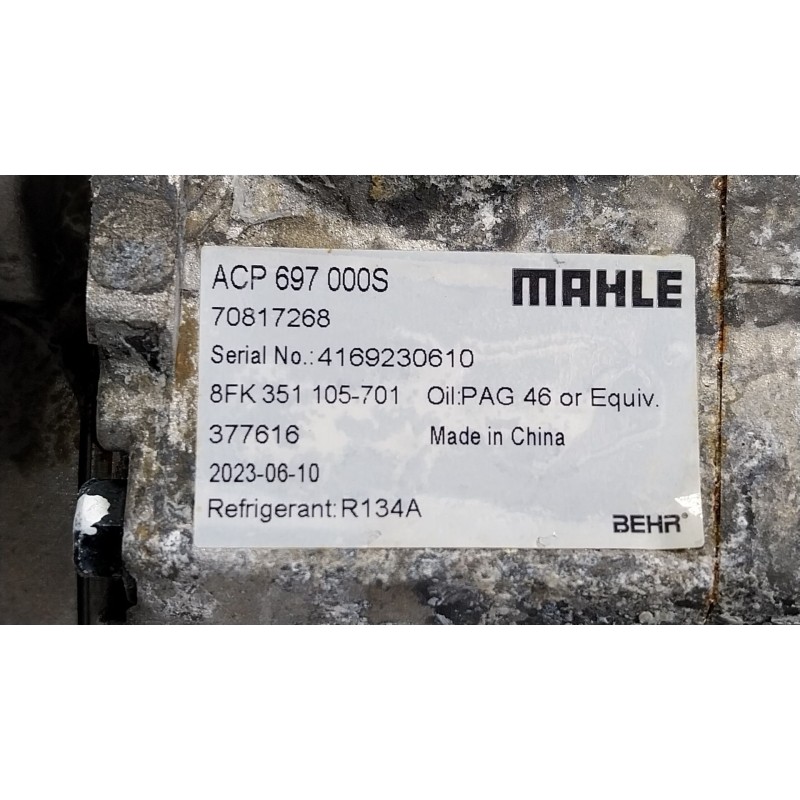 ACP 697 000S MAHLE
70817268
Serial No.:4169230610
8FK 351 105-701 Oil:PAG 46 or Equiv.
377616 Made in China
2023-06-10
Refrigerant:R134A BEHR®